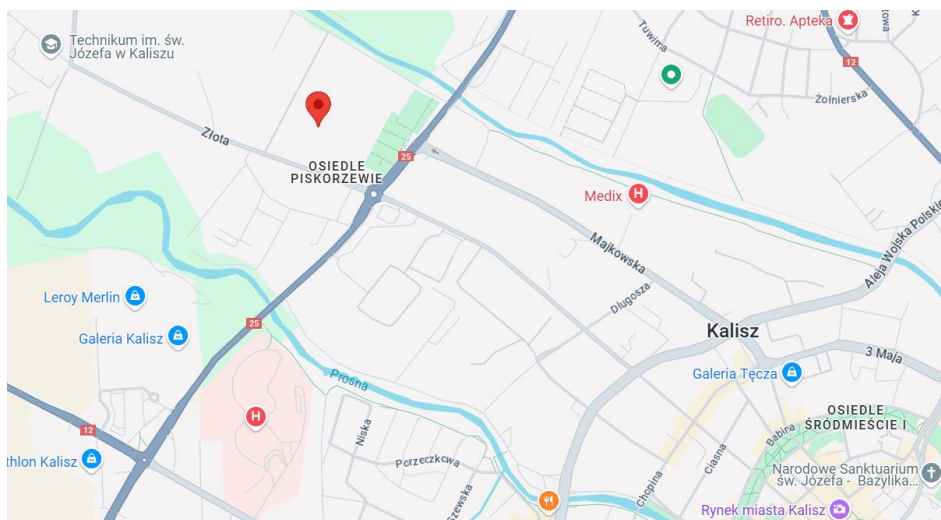 Retiro. Apteka
Technikum im. św.
Józefa w Kaliszu
Tuwima
12
Żołnierska
Złota
25
OSIEDLE
PISKORZEWIE
Medix
H
Majkowska
Aleja Wojska Polskie
Długosza
Leroy Merlin
Galeria Kalisz
25
Kalisz
3 Maja
Prosna
Galeria Tęcza
H
OSIEDLE
ŚRÓDMIEŚCIE I
12
Niska
Babina
thlon Kalisz
Porzeczkowa
Ciasna
Chopina
Narodowe Sanktuarium
św. Józefa - Bazylika...
szewska
Rynek miasta Kalisz